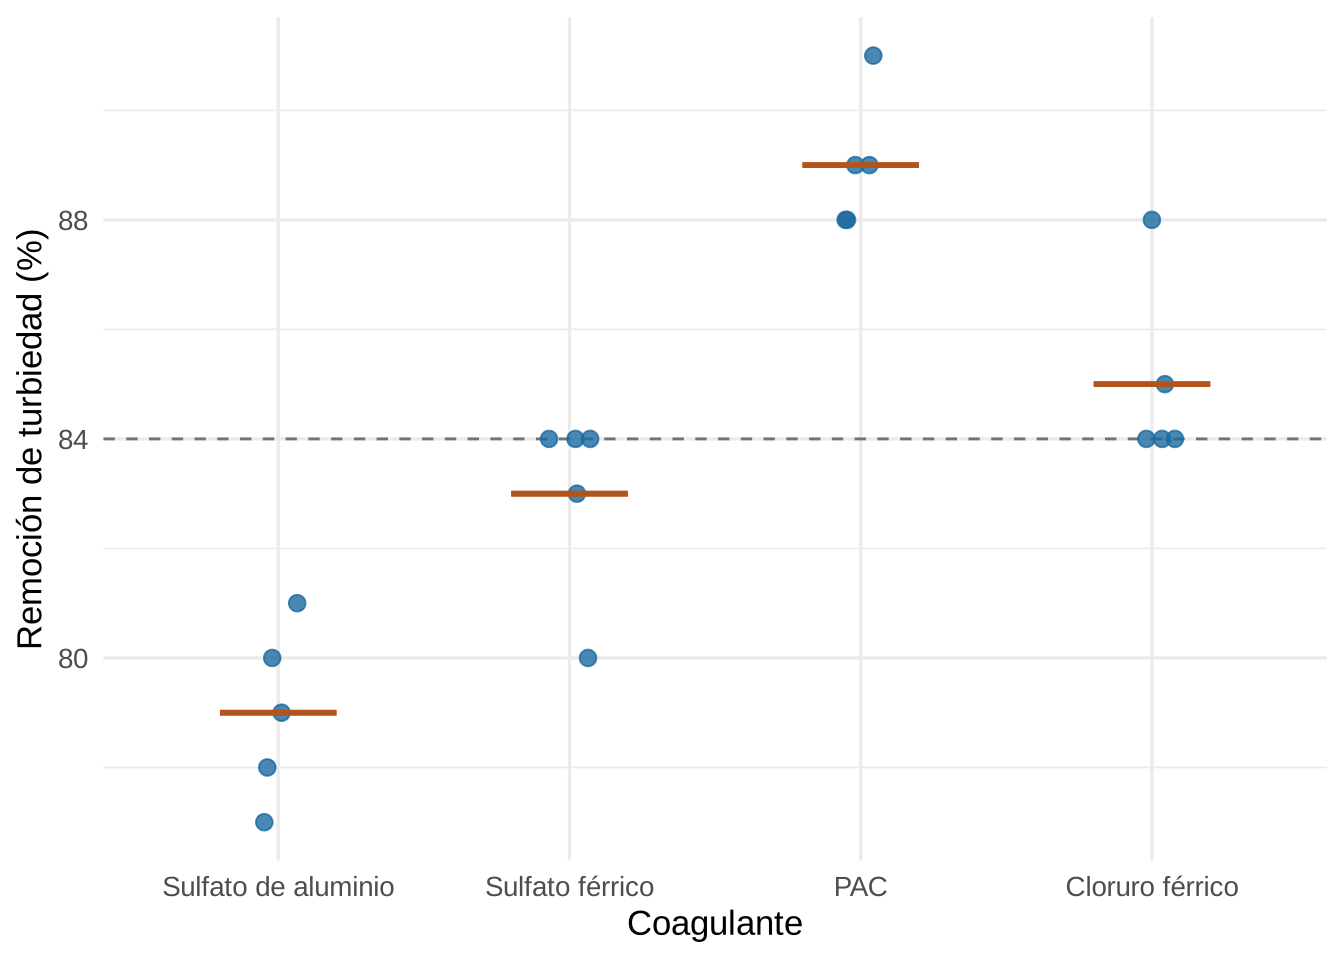 Remoción de turbiedad (%)
88
84
80
Sulfato de aluminio
Sulfato férrico
PAC
Cloruro férrico
Coagulante